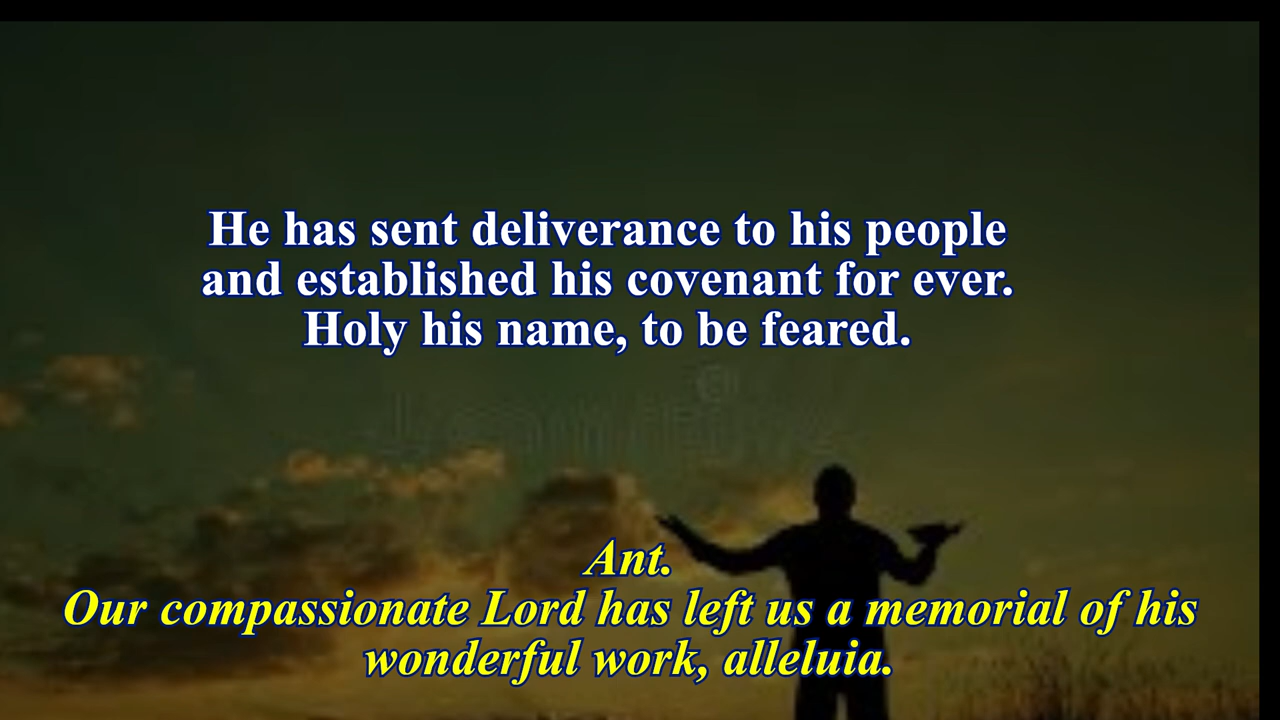 He has sent deliverance to his people
and established his covenant for ever.
Holy his name, to be feared.
Ant.
Our compassionate Lord has left us a memorial of his
wonderful work, alleluia.